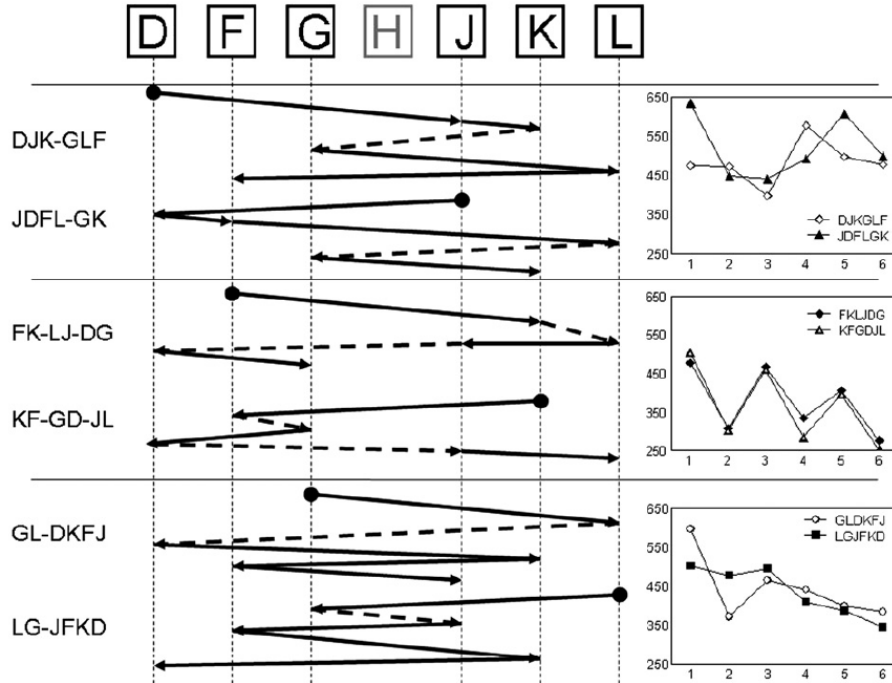 D F G H J K L
DJK-GLF
650
550
450
350
250
1 2 3 4 5 6
DJKGLF
JDFLGK
JDFL-GK
FK-LJ-DG
650
550
450
350
250
1 2 3 4 5 6
FKLJDG
KFGDJL
KF-GD-JL
GL-DKFJ
650
550
450
350
250
1 2 3 4 5 6
GLDKFJ
LGJFKD
LG-JFKD